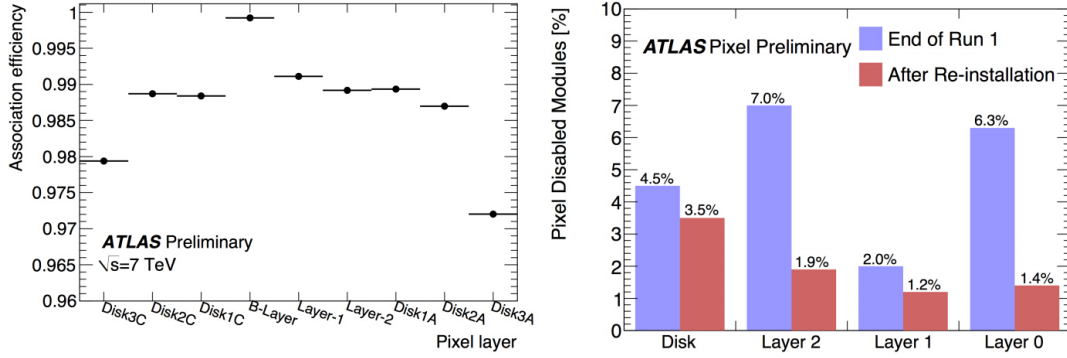 Association efficiency
1
0.995
0.99
0.985
0.98
0.975
0.97
0.965
0.96
ATLAS Preliminary
√s=7 TeV
Disk3C Disk2C Disk1C B-Layer Layer-1 Layer-2 Disk1A Disk2A Disk3A
Pixel layer
Pixel Disabled Modules [%]
10
9
8
7
6
5
4
3
2
1
0
ATLAS Pixel Preliminary
End of Run 1
After Re-installation
4.5%
3.5%
7.0%
1.9%
2.0%
1.2%
6.3%
1.4%
Disk Layer 2 Layer 1 Layer 0